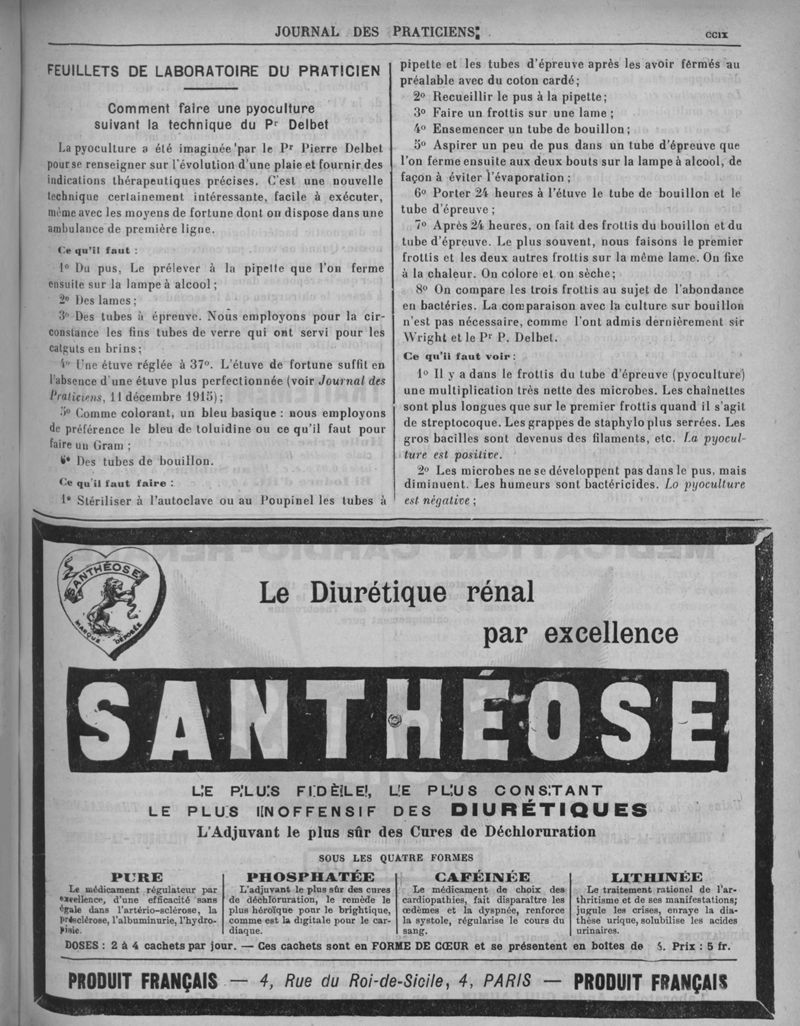 JOURNAL DES PRATICIENS
CCIX
FEUILLETS DE LABORATOIRE DU PRATICIEN
Comment faire une pyoculture
suivant la technique du Pr Delbet
La pyoculture a été imaginée par le Pr Pierre Delbet
pour se renseigner sur l'évolution d'une plaie et fournir des
indications thérapeutiques précises. C'est une nouvelle
technique certainement intéressante, facile à exécuter,
même avec les moyens de fortune dont on dispose dans une
ambulance de première ligne.
Ce qu'il faut :
1º Du pus, Le prélever à la pipette que l'on ferme
ensuite sur la lampe à alcool ;
2º Des lames ;
3º Des tubes à épreuve. Nous employons pour la cir-
constance les fins tubes de verre qui ont servi pour les
catguts en brins ;
4º Une étuve réglée à 37º. L'étuve de fortune suffit en
l'absence d'une étuve plus perfectionnée (voir Journal des
Praticiens, 11 décembre 1915) ;
5º Comme colorant, un bleu basique : nous employons
de préférence le bleu de toluidine ou ce qu'il faut pour
faire un Gram ;
6º Des tubes de bouillon.
Ce qu'il faut faire :
1º Stériliser à l'autoclave ou au Poupinel les tubes à
pipette et les tubes d'épreuve après les avoir fermés au
préalable avec du coton cardé ;
2º Recueillir le pus à la pipette ;
3º Faire un frottis sur une lame ;
4º Ensemencer un tube de bouillon ;
5º Aspirer un peu de pus dans un tube d'épreuve que
l'on ferme ensuite aux deux bouts sur la lampe à alcool, de
façon à éviter l'évaporation ;
6º Porter 24 heures à l'étuve le tube de bouillon et le
tube d'épreuve ;
7º Après 24 heures, on fait des frottis du bouillon et du
tube d'épreuve. Le plus souvent, nous faisons le premier
frottis et les deux autres frottis sur la même lame. On fixe
à la chaleur. On colore et on sèche ;
8º On compare les trois frottis au sujet de l'abondance
en bactéries. La comparaison avec la culture sur bouillon
n'est pas nécessaire, comme l'ont admis dernièrement sir
Wright et le Pr P. Delbet.
Ce qu'il faut voir :
1º Il y a dans le frottis du tube d'épreuve (pyoculture)
une multiplication très nette des microbes. Les chaînettes
sont plus longues que sur le premier frottis quand il s'agit
de streptocoque. Les grappes de staphylo plus serrées. Les
gros bacilles sont devenus des filaments, etc. La pyocul-
ture est positive.
2º Les microbes ne se développent pas dans le pus, mais
diminuent. Les humeurs sont bactéricides. Lo pyoculture
est négative ;
SANTHÉOSE
MARQUE DÉPOSÉE
Le Diurétique rénal
par excellence
SANTHÉOSE
LE PLUS FIDÈLE, LE PLUS CONSTANT
LE PLUS INOFFENSIF DES DIURÉTIQUES
L'Adjuvant le plus sûr des Cures de Déchloruration
SOUS LES QUATRE FORMES
PURE
Le médicament régulateur par
excellence, d'une efficacité sans
égale dans l'artério-sclérose, la
présclérose, l'albuminurie, l'hydro-
pisie.
PHOSPHATÉE
L'adjuvant le plus sûr des cures
de déchloruration, le remède le
plus héroïque pour le brightique,
comme est la digitale pour le car-
diaque.
CAFÉINÉE
Le médicament de choix des
cardiopathies, fait disparaître les
œdèmes et la dyspnée, renforce
la systole, régularise le cours du
sang.
LITHINÉE
Le traitement rationel de l'ar-
thritisme et de ses manifestations ;
jugule les crises, enraye la dia-
thèse urique, solubilise les acides
urinaires.
DOSES : 2 à 4 cachets par jour. — Ces cachets sont en FORME DE CŒUR et se présentent en boîtes de . Prix : 5 fr.
PRODUIT FRANÇAIS — 4, Rue du Roi-de-Sicile, 4, PARIS — PRODUIT FRANÇAIS